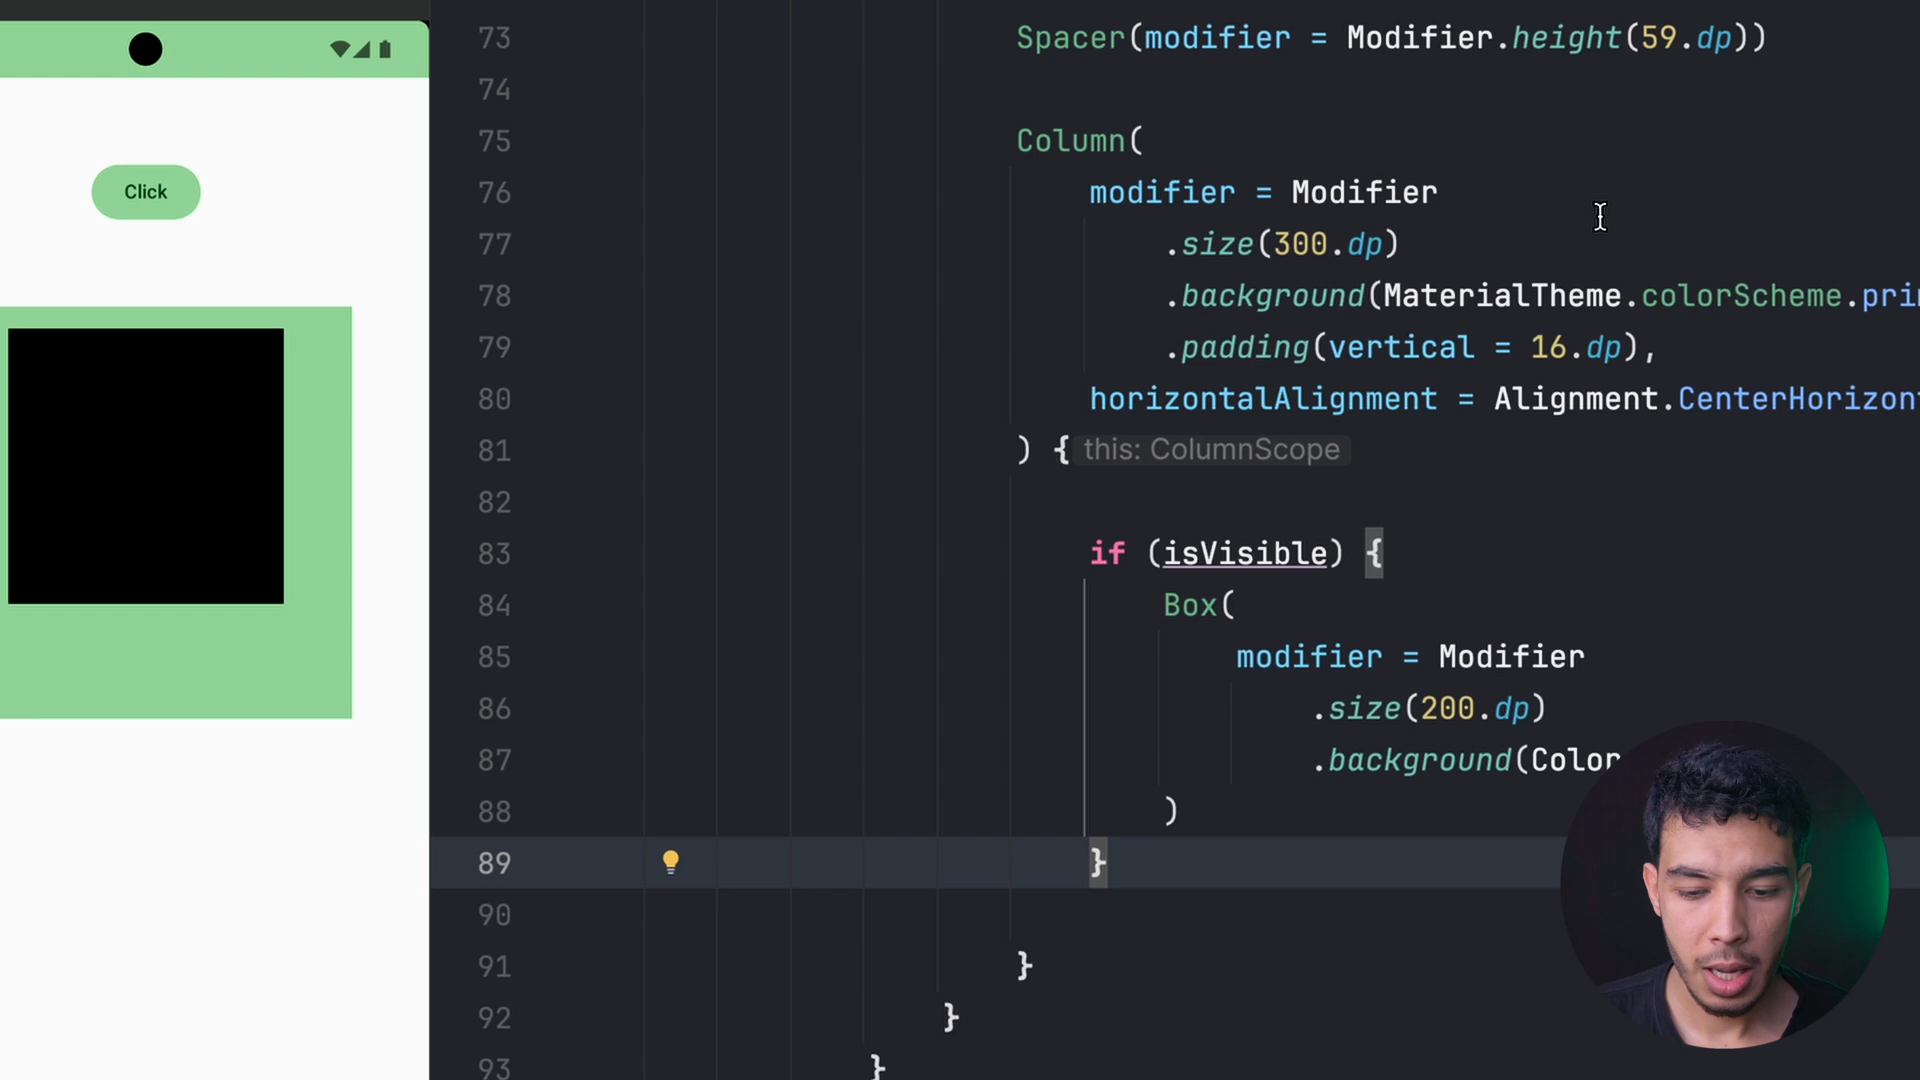 Click
73 Spacer(modifier = Modifier.height(59.dp))
74
75 Column(
76 modifier = Modifier
77 .size(300.dp)
78 .background(MaterialTheme.colorScheme.pri
79 .padding(vertical = 16.dp),
80 horizontalAlignment = Alignment.CenterHorizon
81 ) { this: ColumnScope
82
83 if (isVisible) {
84 Box(
85 modifier = Modifier
86 .size(200.dp)
87 .background(Color
88 )
89 }
90
91 }
92 }
93 }